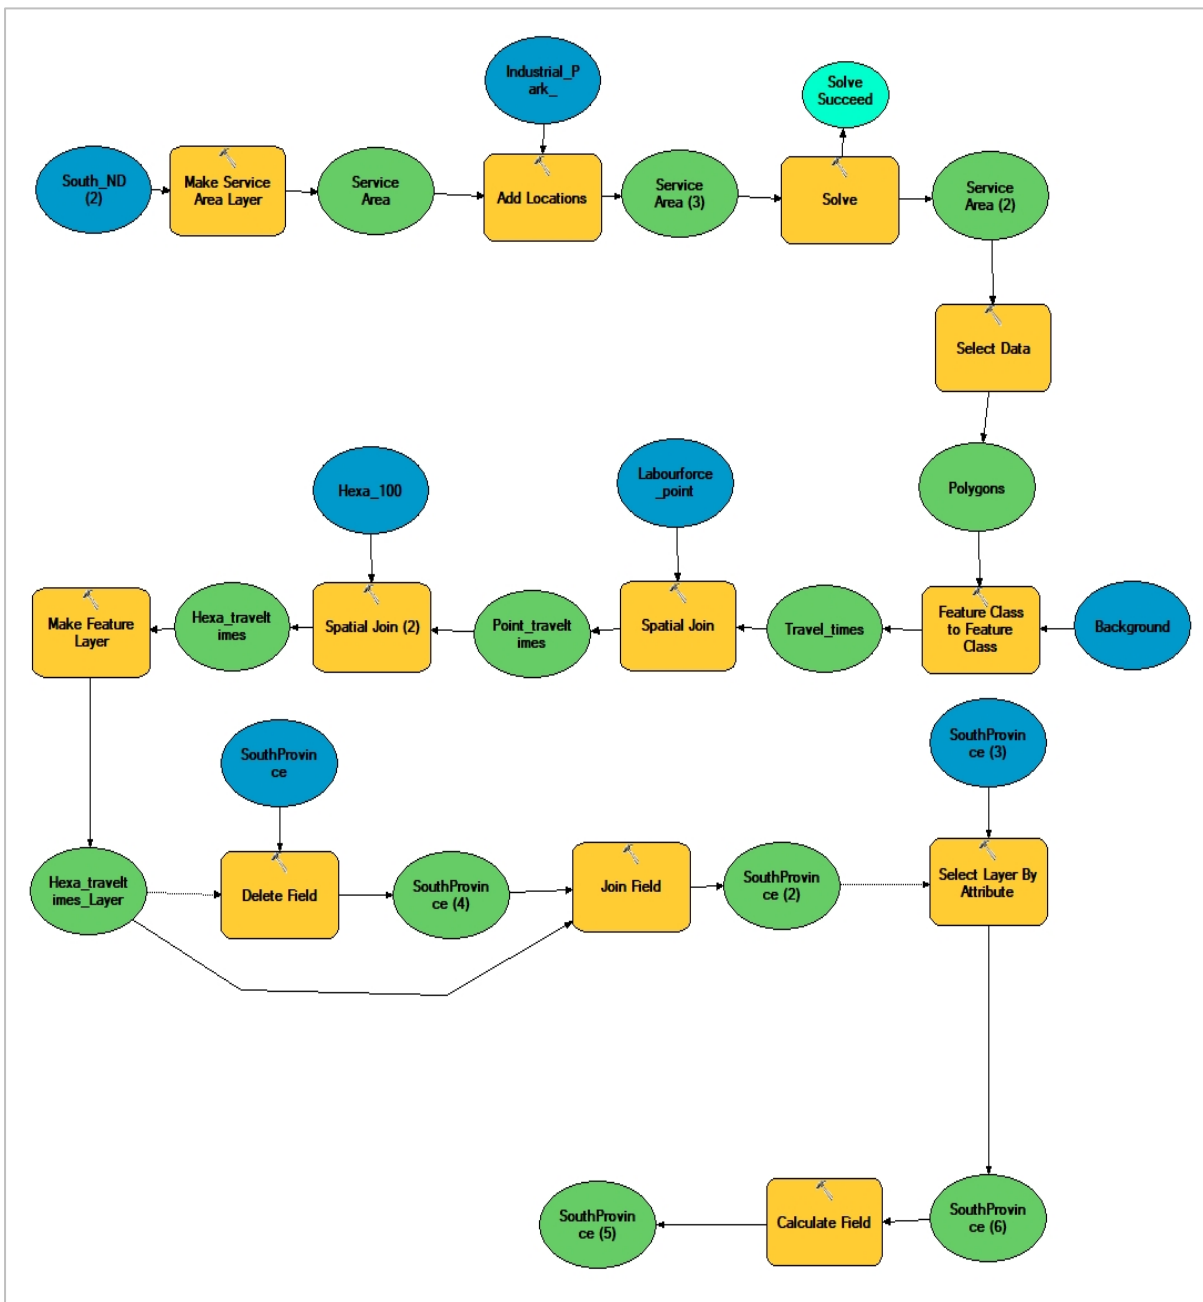 Industrial_P
ark_
Solve
Succeed
South_ND
(2)
Make Service
Area Layer
Service
Area
Add Locations
Service
Area (3)
Solve
Service
Area (2)
Select Data
Polygons
Hexa_100
Labourforce
_point
Make Feature
Layer
Hexa_travelt
imes
Spatial Join (2)
Point_travelt
imes
Spatial Join
Travel_times
Feature Class
to Feature
Class
Background
SouthProvin
ce
SouthProvin
ce (3)
Hexa_travelt
imes_Layer
Delete Field
SouthProvin
ce (4)
Join Field
SouthProvin
ce (2)
Select Layer By
Attribute
SouthProvin
ce (5)
Calculate Field
SouthProvin
ce (6)